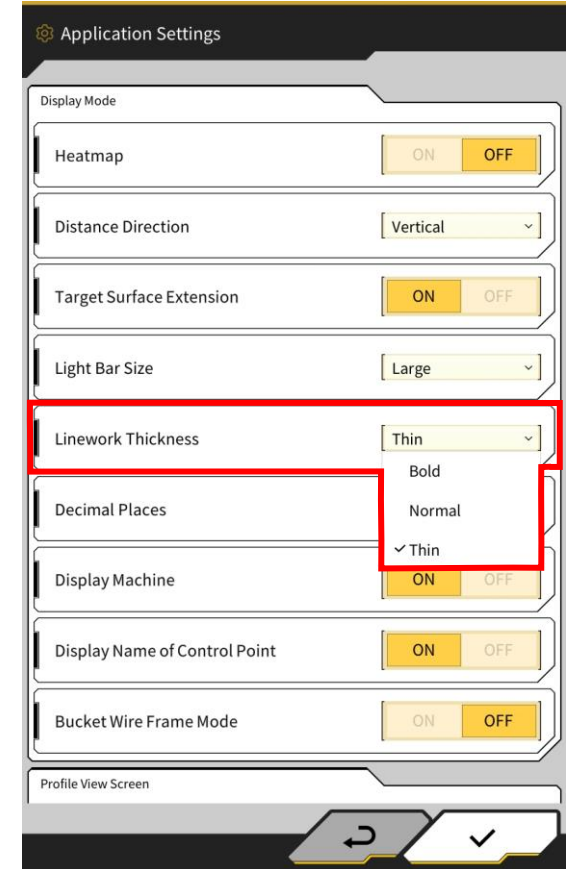 Application Settings
Display Mode
Heatmap ON OFF
Distance Direction Vertical
Target Surface Extension ON OFF
Light Bar Size Large
Linework Thickness Thin
Bold
Decimal Places Normal
Thin
Display Machine ON OFF
Display Name of Control Point ON OFF
Bucket Wire Frame Mode ON OFF
Profile View Screen